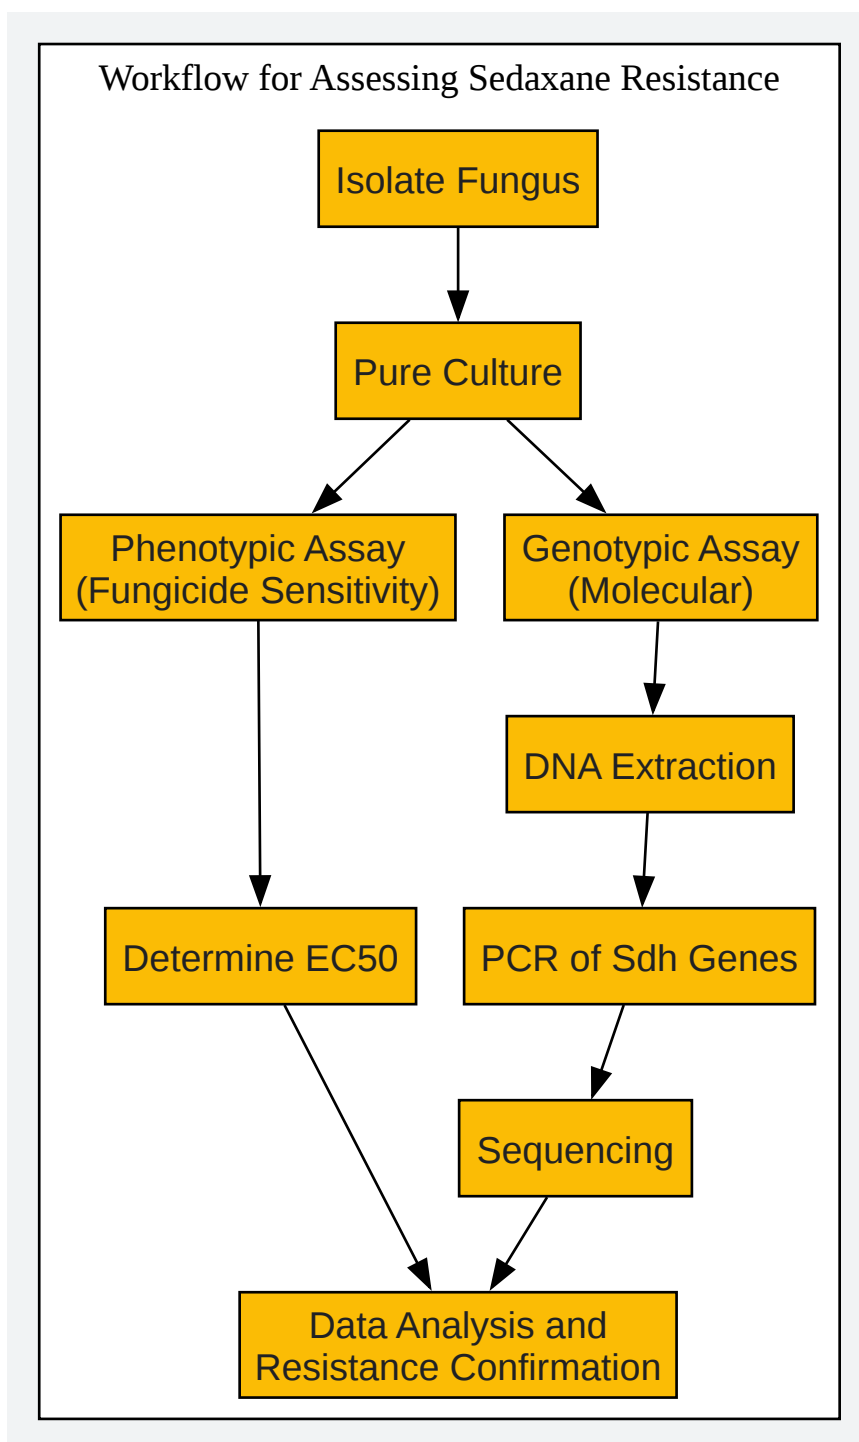 Workflow for Assessing Sedaxane Resistance
Isolate Fungus
Pure Culture
Phenotypic Assay
(Fungicide Sensitivity)
Genotypic Assay
(Molecular)
DNA Extraction
Determine EC50
PCR of Sdh Genes
Sequencing
Data Analysis and
Resistance Confirmation